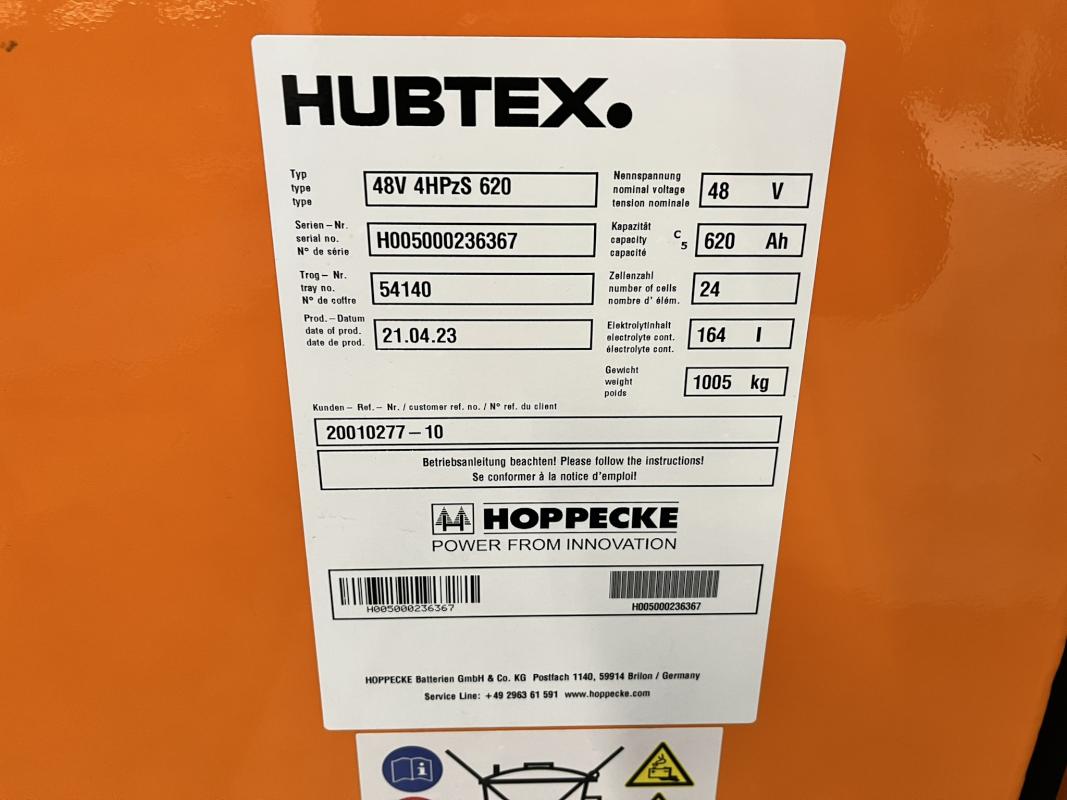 HUBTEX.
Typ
type
type
48V 4HPzS 620
Nennspannung
nominal voltage
tension nominale
48 V
Serien-Nr.
serial no.
N° de série
H005000236367
Kapazität
capacity
capacité
C5
620 Ah
Trog- Nr.
tray no.
N° de coffre
54140
Zellenzahl
number of cells
nombre d' élém.
24
Prod.-Datum
date of prod.
date de prod.
21.04.23
Elektrolytinhalt
electrolyte cont.
électrolyte cont.
164 l
Gewicht
weight
poids
1005 kg
Kunden- Ref.- Nr. / customer ref. no. / N° ref. du client
20010277-10
Betriebsanleitung beachten! Please follow the instructions!
Se conformer à la notice d'emploi!
HOPPECKE
POWER FROM INNOVATION
H005000236367
H005000236367
HOPPECKE Batterien GmbH & Co. KG Postfach 1140, 59914 Brilon / Germany
Service Line: +49 2963 61 591 www.hoppecke.com